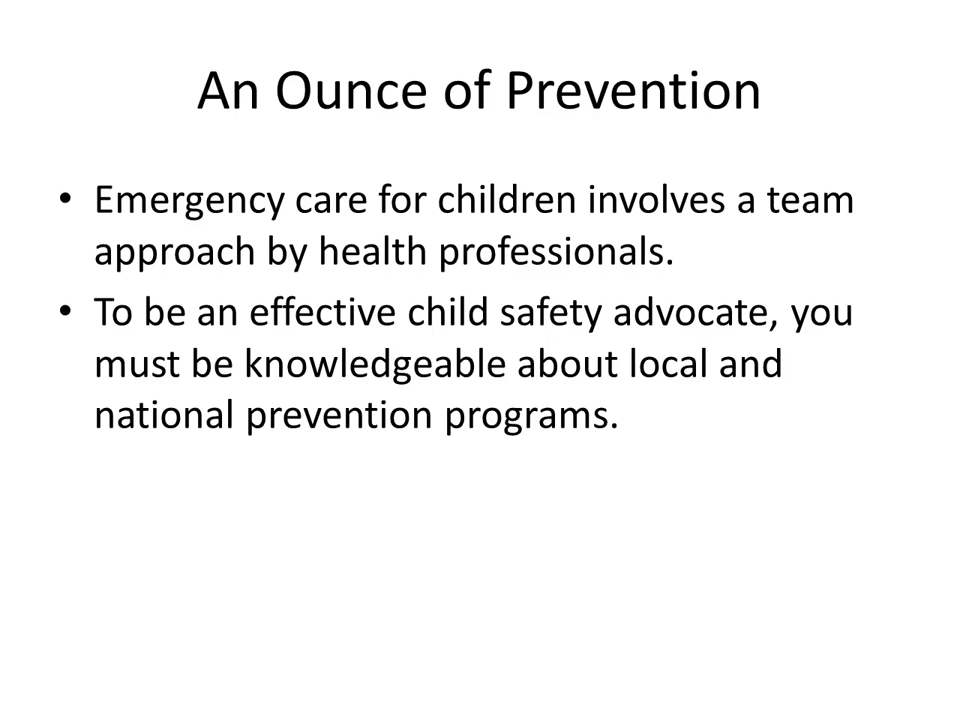 An Ounce of Prevention
• Emergency care for children involves a team
approach by health professionals.
• To be an effective child safety advocate, you
must be knowledgeable about local and
national prevention programs.